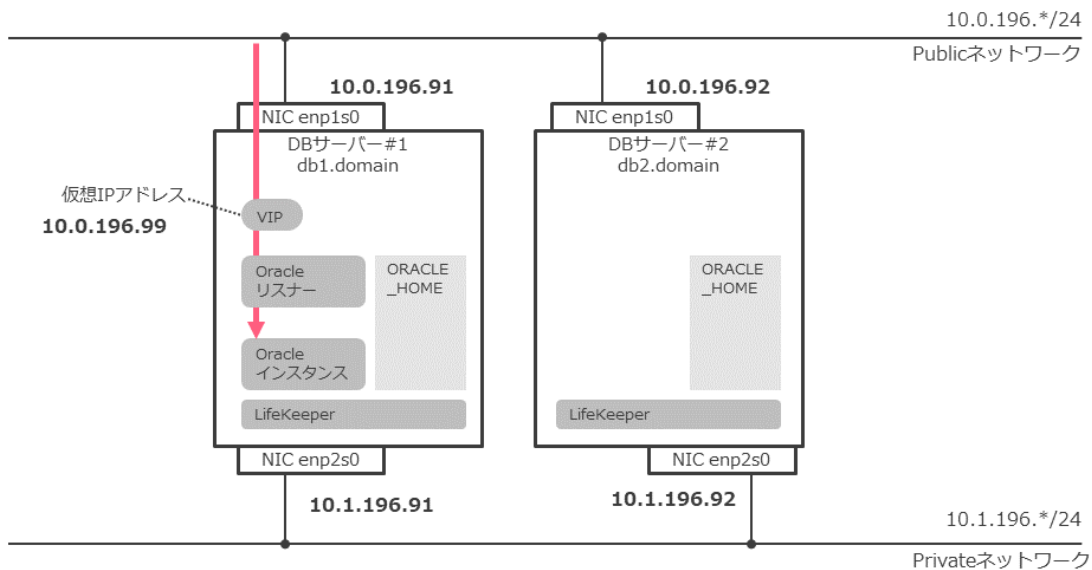 10.0.196.*/24
Publicネットワーク
10.0.196.91
10.0.196.92
NIC enp1s0
NIC enp1s0
DBサーバー#1
db1.domain
DBサーバー#2
db2.domain
仮想IPアドレス
10.0.196.99
VIP
Oracle
リスナー
ORACLE
_HOME
ORACLE
_HOME
Oracle
インスタンス
LifeKeeper
LifeKeeper
NIC enp2s0
NIC enp2s0
10.1.196.91
10.1.196.92
10.1.196.*/24
Privateネットワーク